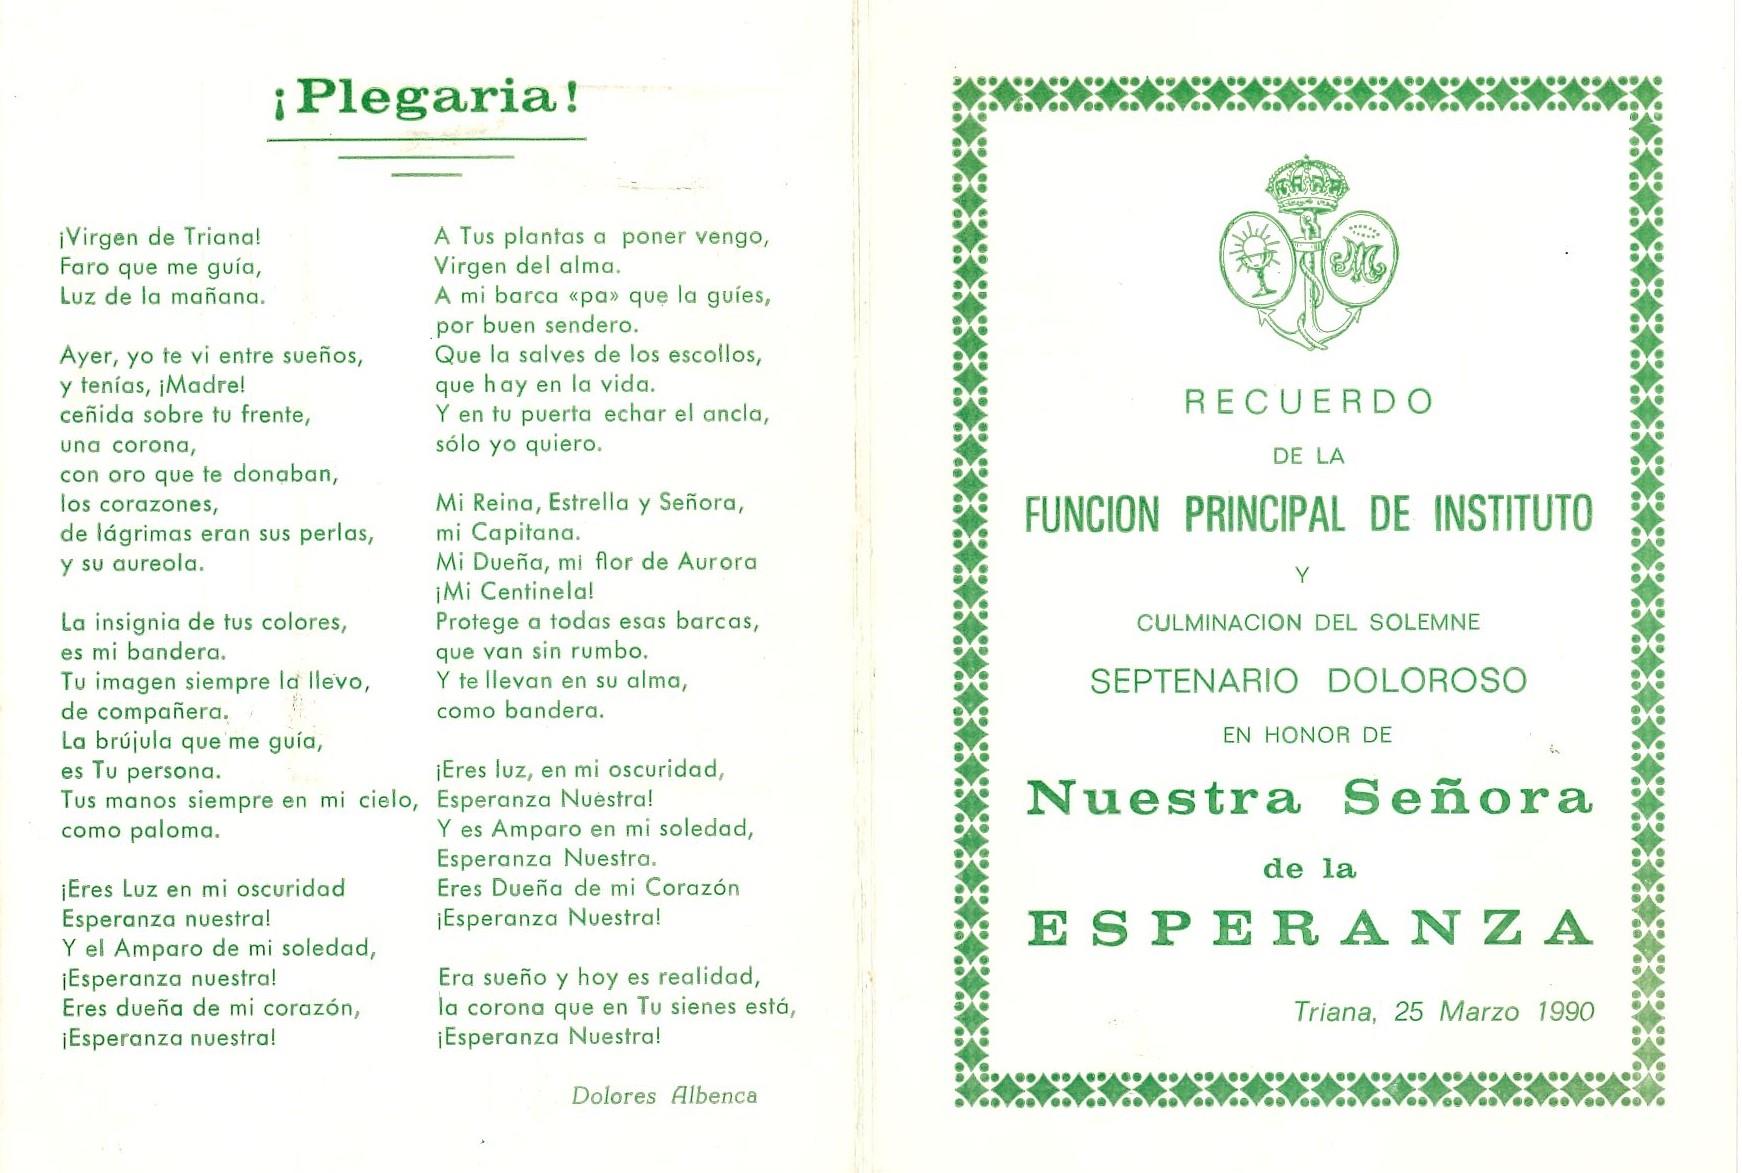 ¡Plegaria!
¡Virgen de Triana!
Faro que me guía,
Luz de la mañana.
Ayer, yo te vi entre sueños,
y tenías, ¡Madre!
ceñida sobre tu frente,
una corona,
con oro que te donaban,
los corazones,
de lágrimas eran sus perlas,
y su aureola.
La insignia de tus colores,
es mi bandera.
Tu imagen siempre la llevo,
de compañera.
La brújula que me guía,
es Tu persona.
Tus manos siempre en mi cielo,
como paloma.
¡Eres Luz en mi oscuridad
Esperanza nuestra!
Y el Amparo de mi soledad,
¡Esperanza nuestra!
Eres dueña de mi corazón,
¡Esperanza nuestra!
A Tus plantas a poner vengo,
Virgen del alma.
A mi barca «pa» que la guíes,
por buen sendero.
Que la salves de los escollos,
que hay en la vida.
Y en tu puerta echar el ancla,
sólo yo quiero.
Mi Reina, Estrella y Señora,
mi Capitana.
Mi Dueña, mi flor de Aurora
¡Mi Centinela!
Protege a todas esas barcas,
que van sin rumbo.
Y te llevan en su alma,
como bandera.
¡Eres luz, en mi oscuridad,
Esperanza Nuestra!
Y es Amparo en mi soledad,
Esperanza Nuestra.
Eres Dueña de mi Corazón
¡Esperanza Nuestra!
Era sueño y hoy es realidad,
la corona que en Tu sienes está,
¡Esperanza Nuestra!
Dolores Albenca
RECUERDO
DE LA
FUNCION PRINCIPAL DE INSTITUTO
Y
CULMINACION DEL SOLEMNE
SEPTENARIO DOLOROSO
EN HONOR DE
Nuestra Señora
de la
ESPERANZA
Triana, 25 Marzo 1990